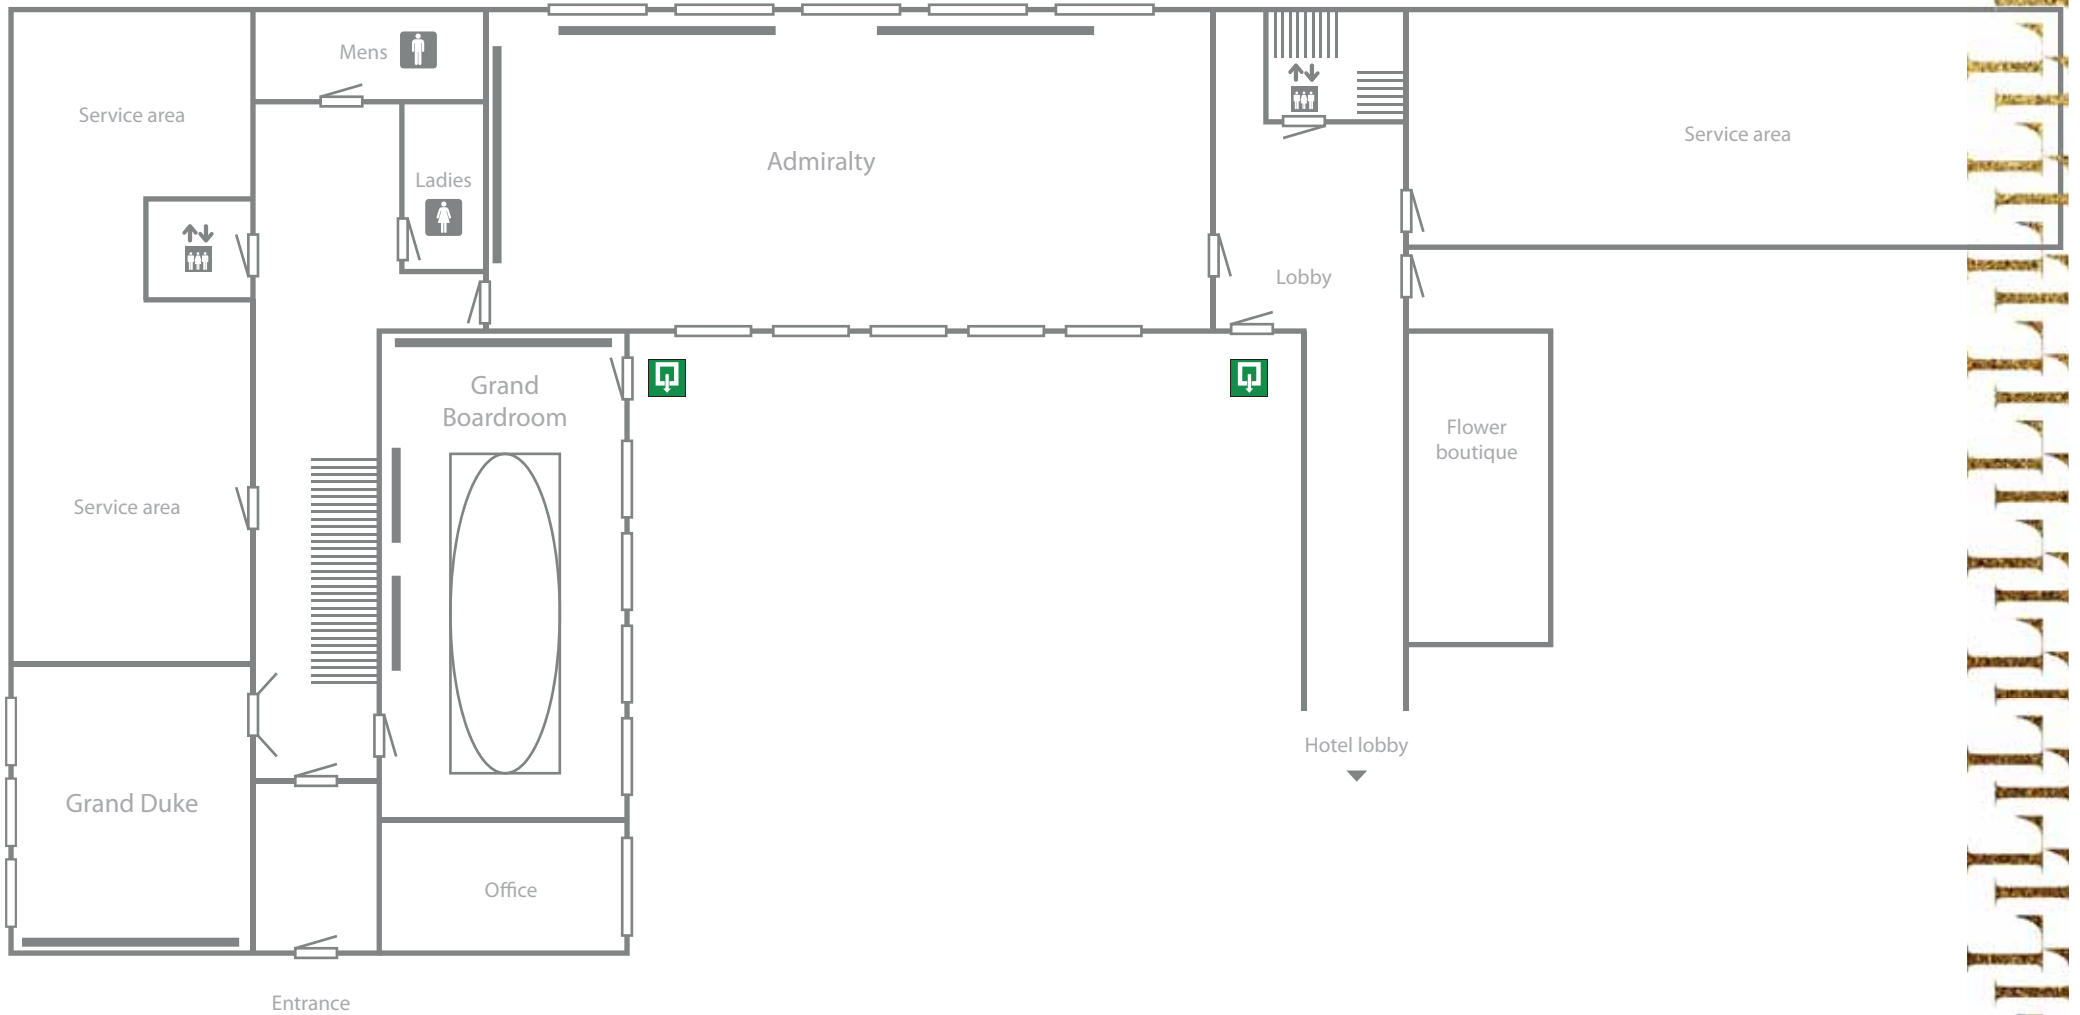 Mens
Service area
Service area
Admiralty
Ladies
Lobby
Grand
Boardroom
Flower
boutique
Service area
Hotel lobby
Grand Duke
Office
Entrance